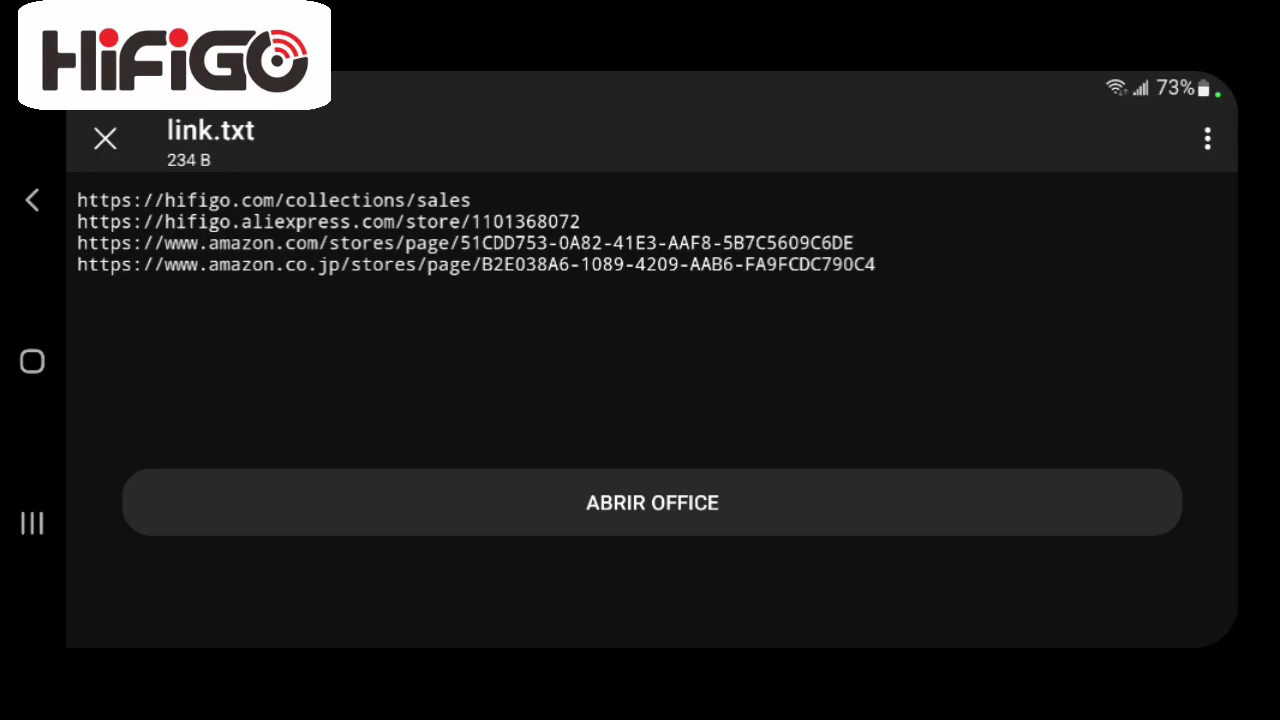 HiFiGO
73%
link.txt
234 B
https://hifigo.com/collections/sales
https://hifigo.aliexpress.com/store/1101368072
https://www.amazon.com/stores/page/51CDD753-0A82-41E3-AAF8-5B7C5609C6DE
https://www.amazon.co.jp/stores/page/B2E038A6-1089-4209-AAB6-FA9FCDC790C4
ABRIR OFFICE